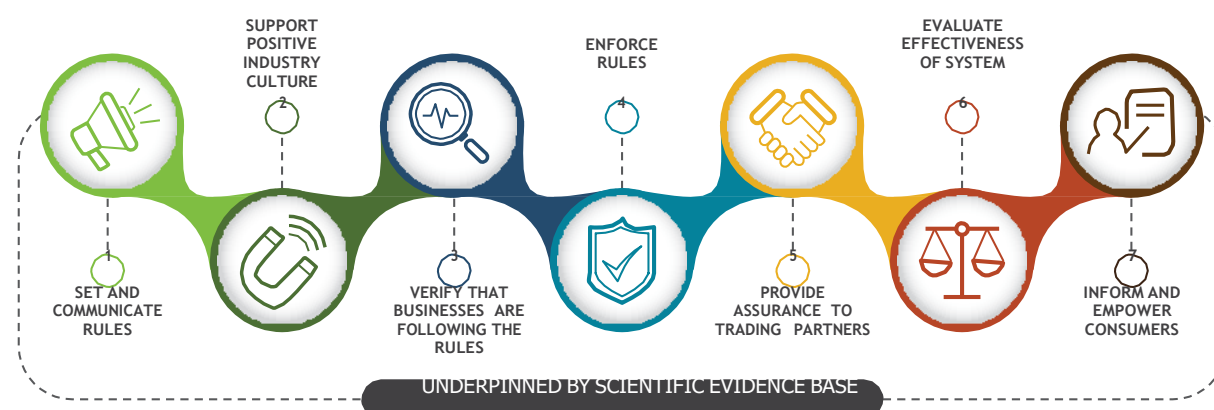 1
SET AND
COMMUNICATE
RULES
SUPPORT
POSITIVE
INDUSTRY
CULTURE
2
3
VERIFY THAT
BUSINESSES ARE
FOLLOWING THE
RULES
ENFORCE
RULES
4
5
PROVIDE
ASSURANCE TO
TRADING PARTNERS
EVALUATE
EFFECTIVENESS
OF SYSTEM
6
7
INFORM AND
EMPOWER
CONSUMERS
UNDERPINNED BY SCIENTIFIC EVIDENCE BASE